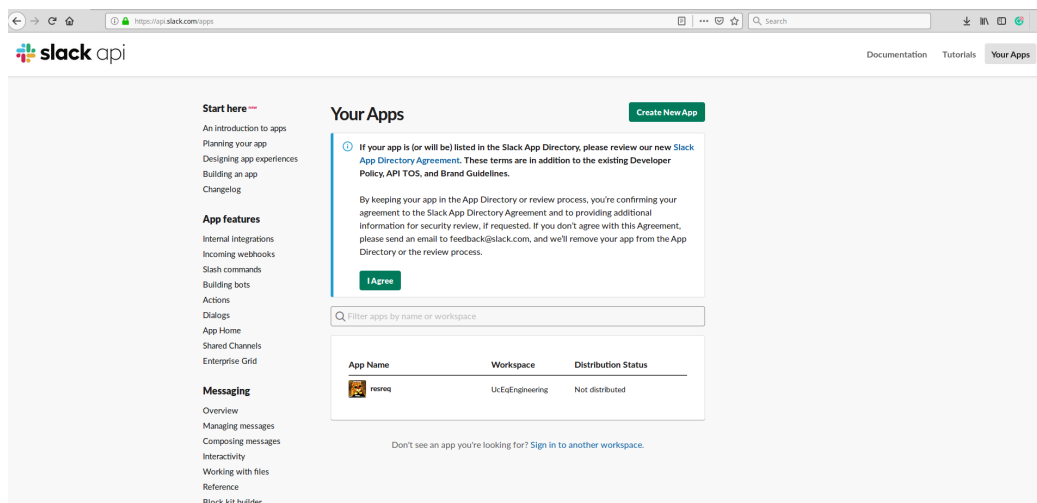 https://api.slack.com/apps
Search
slack api
Documentation Tutorials Your Apps
Start here new
An introduction to apps
Planning your app
Designing app experiences
Building an app
Changelog
App features
Internal integrations
Incoming webhooks
Slash commands
Building bots
Actions
Dialogs
App Home
Shared Channels
Enterprise Grid
Messaging
Overview
Managing messages
Composing messages
Interactivity
Working with files
Reference
Block kit builder
Your Apps
Create New App
If your app is (or will be) listed in the Slack App Directory, please review our new Slack
App Directory Agreement. These terms are in addition to the existing Developer
Policy, API TOS, and Brand Guidelines.
By keeping your app in the App Directory or review process, you're confirming your
agreement to the Slack App Directory Agreement and to providing additional
information for security review, if requested. If you don't agree with this Agreement,
please send an email to feedback@slack.com, and we'll remove your app from the App
Directory or the review process.
I Agree
Filter apps by name or workspace
App Name Workspace Distribution Status
resreq UcEqEngineering Not distributed
Don't see an app you're looking for? Sign in to another workspace.